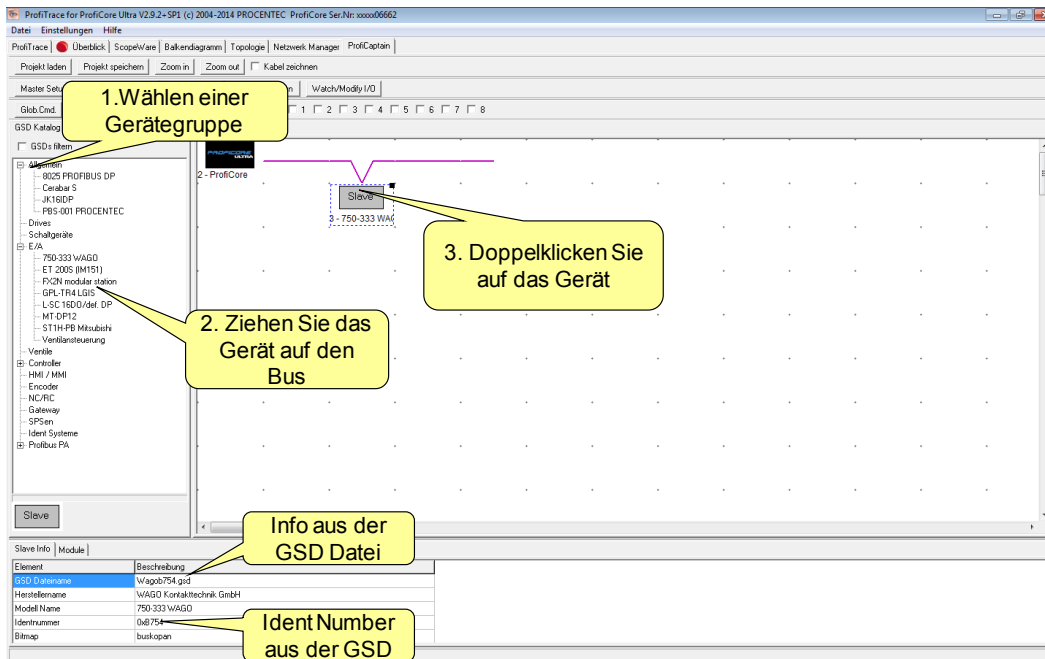 ProfiTrace for ProfiCore Ultra V2.9.2+SP1 (c) 2004-2014 PROCENTEC ProfiCore Ser.Nr: xxxxx06662
Datei Einstellungen Hilfe
ProfiTrace Überblick ScopeWare Balkendiagramm Topologie Netzwerk Manager ProfiCaptain
Projekt laden Projekt speichern Zoom in Zoom out Kabel zeichnen
Master Setu Watch/Modify I/O
Glob.Cmd. 1 2 3 4 5 6 7 8
1.Wählen einer
Gerätegruppe
GSD Katalog
GSDs filtern
Allgemein
8025 PROFIBUS DP
Cerabar S
JK16IDP
PBS-001 PROCENTEC
Drives
Schaltgeräte
E/A
750-333 WAGO
ET 200S (IM151)
FX2N modular station
GPL-TR4 LGIS
L-SC 16DO/def. DP
MT-DP12
ST1H-PB Mitsubishi
Ventilansteuerung
Ventile
Controller
HMI / MMI
Encoder
NC/RC
Gateway
SPSen
Ident Systeme
Profibus PA
Slave
PROFICORE
ULTRA
2 - ProfiCore
Slave
3 - 750-333 WAG
3. Doppelklicken Sie
auf das Gerät
2. Ziehen Sie das
Gerät auf den
Bus
Info aus der
GSD Datei
Slave Info Module
Element Beschreibung
GSD Dateiname Wagob754.gsd
Herstellername WAGO Kontakttechnik GmbH
Modell Name 750-333 WAGO
Identnummer 0xB754
Bitmap buskopan
Ident Number
aus der GSD